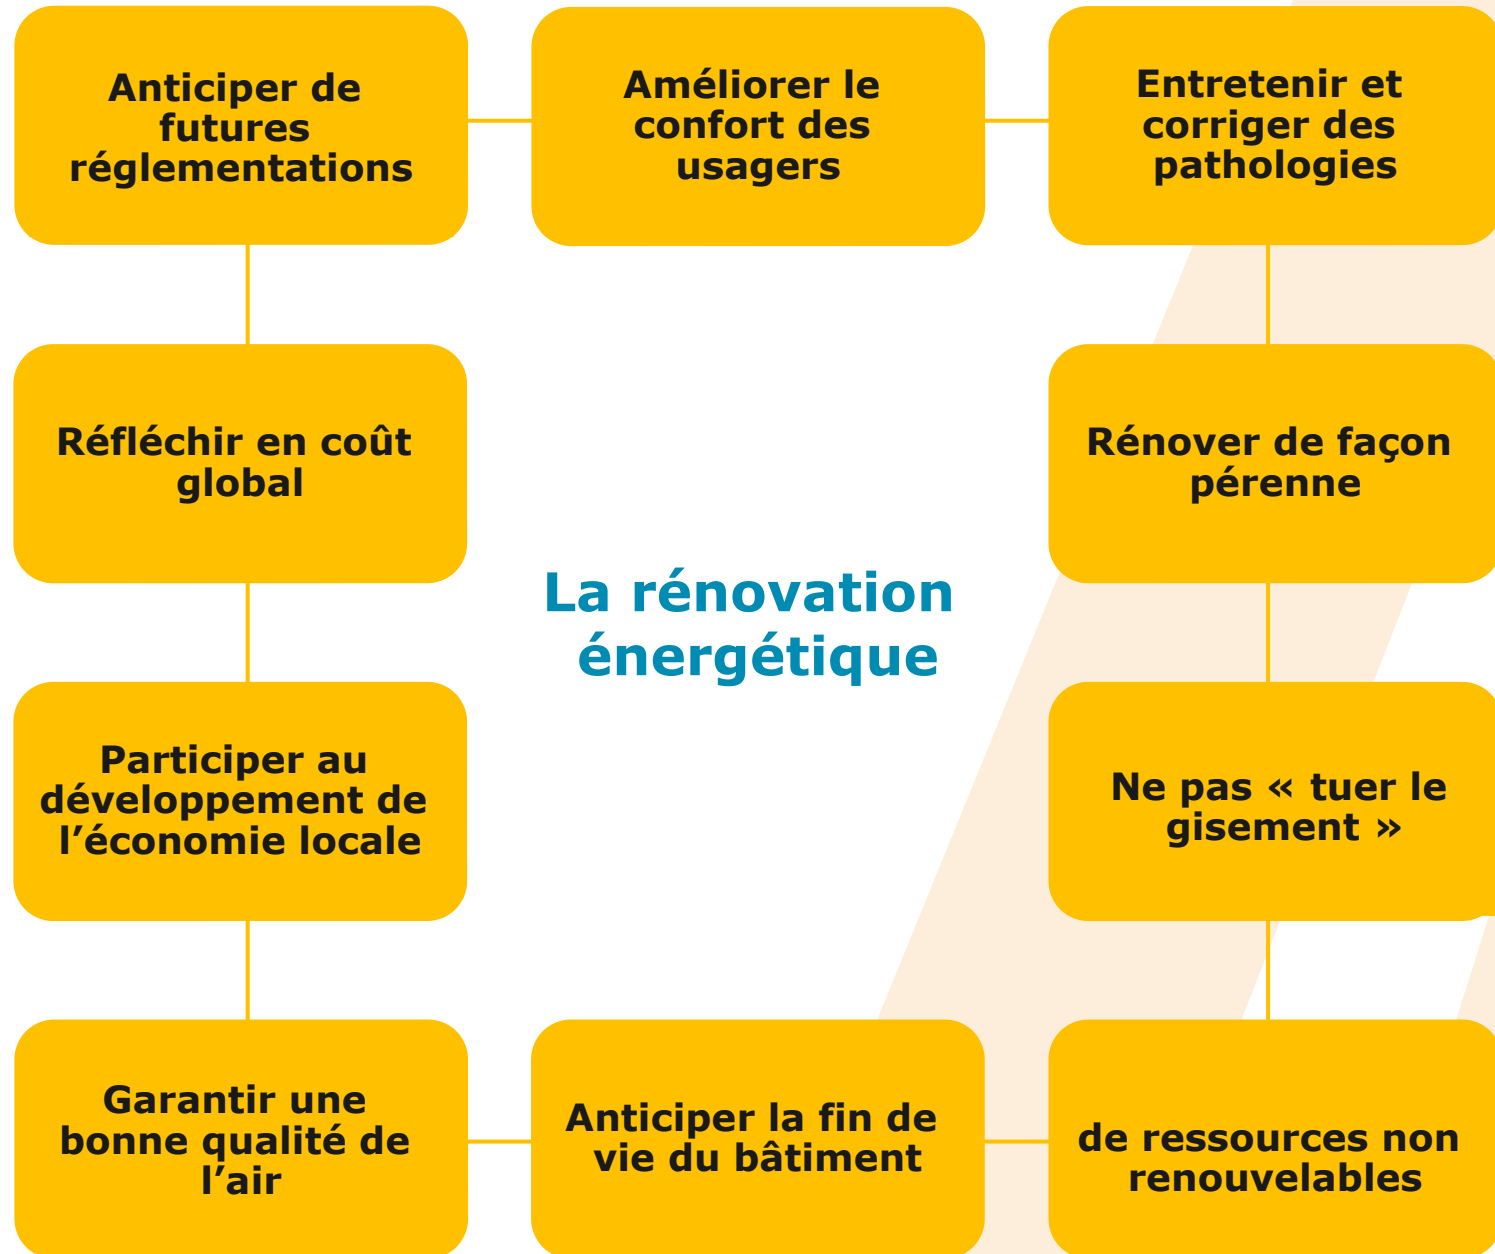 Anticiper de
futures
réglementations
Améliorer le
confort des
usagers
Entretenir et
corriger des
pathologies
Réfléchir en coût
global
Rénover de façon
pérenne
La rénovation
énergétique
Participer au
développement de
l’économie locale
Ne pas « tuer le
gisement »
Garantir une
bonne qualité de
l’air
Anticiper la fin de
vie du bâtiment
de ressources non
renouvelables